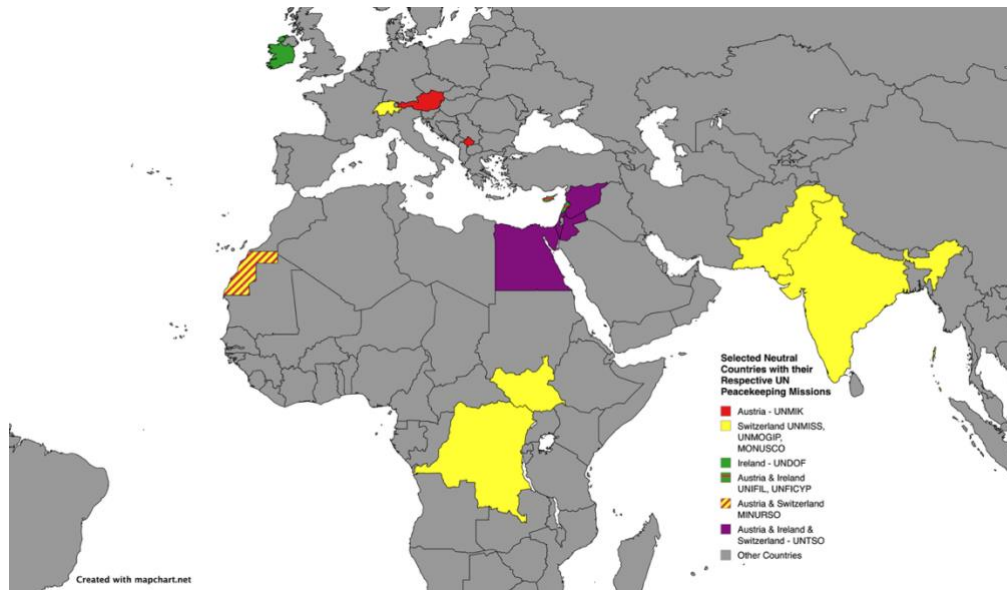 Selected Neutral
Countries with their
Respective UN
Peacekeeping Missions
Austria - UNMIK
Switzerland UNMISS,
UNMOGIP,
MONUSCO
Ireland - UNDOF
Austria & Ireland
UNIFIL, UNFICYP
Austria & Switzerland
MINURSO
Austria & Ireland &
Switzerland - UNTSO
Other Countries
Created with mapchart.net